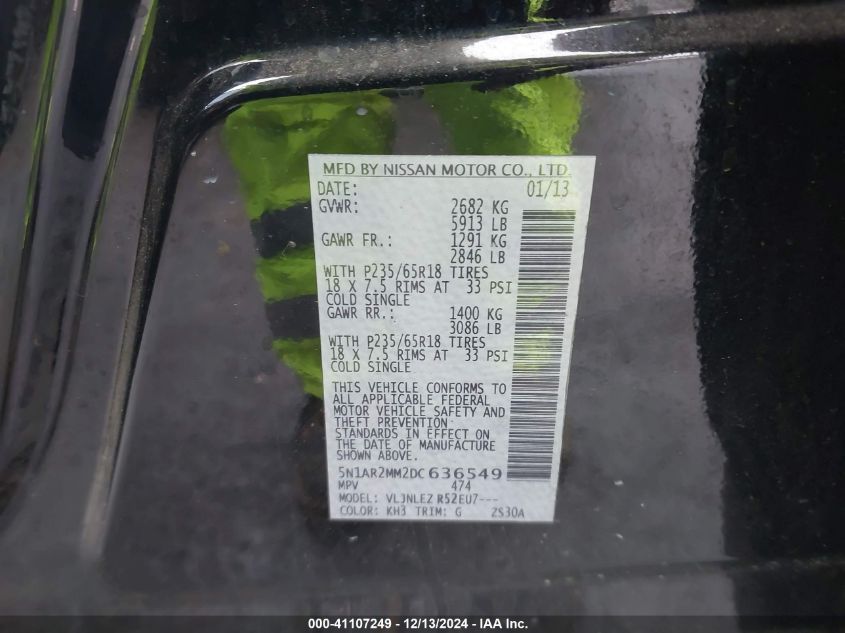 MFD BY NISSAN MOTOR CO., LTD.
DATE: 01/13
GVWR: 2682 KG
5913 LB
GAWR FR.: 1291 KG
2846 LB
WITH P235/65R18 TIRES
18 X 7.5 RIMS AT 33 PSI
COLD SINGLE
GAWR RR.: 1400 KG
3086 LB
WITH P235/65R18 TIRES
18 X 7.5 RIMS AT 33 PSI
COLD SINGLE
THIS VEHICLE CONFORMS TO
ALL APPLICABLE FEDERAL
MOTOR VEHICLE SAFETY AND
THEFT PREVENTION
STANDARDS IN EFFECT ON
THE DATE OF MANUFACTURE
SHOWN ABOVE.
5N1AR2MM2DC636549
MPV 474
MODEL: VLJNLEZ R52EU7---
COLOR: KH3 TRIM: G 2S30A
000-41107249 - 12/13/2024 - IAA Inc.